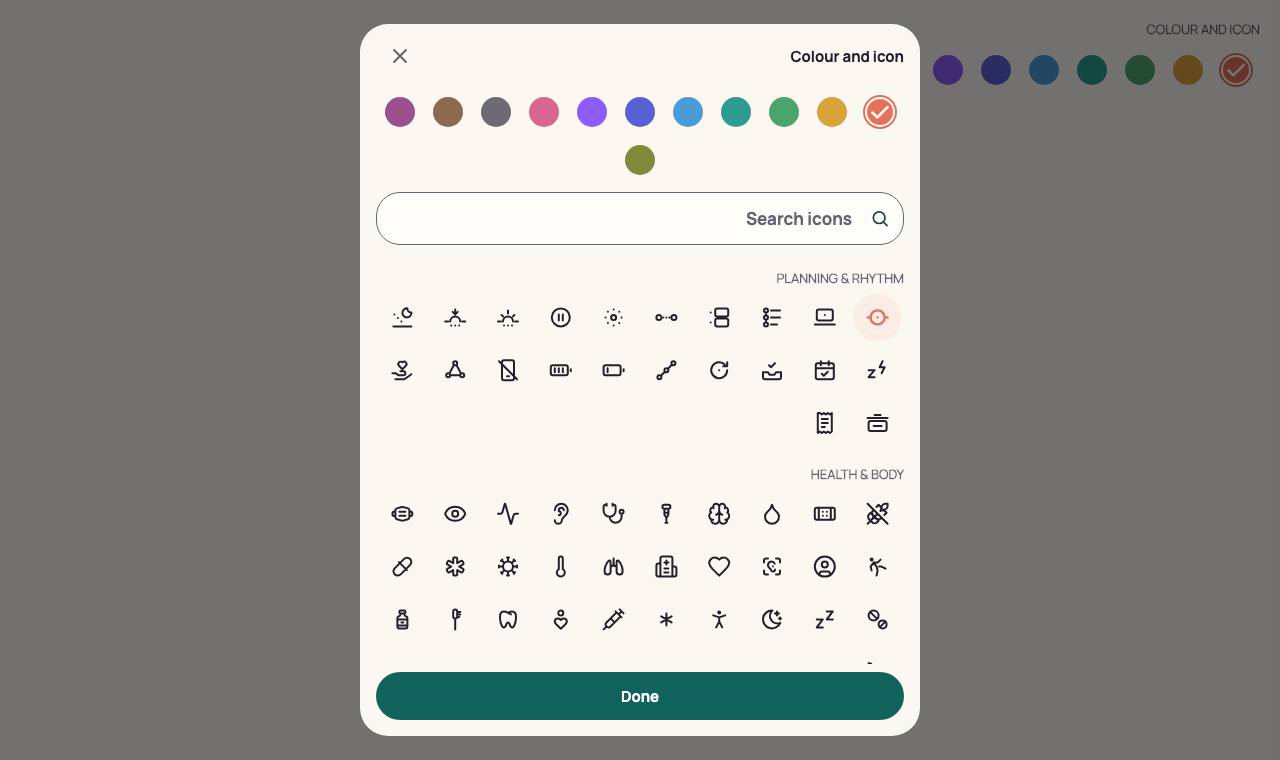 COLOUR AND ICON
Colour and icon
Search icons
PLANNING & RHYTHM
HEALTH & BODY
Done